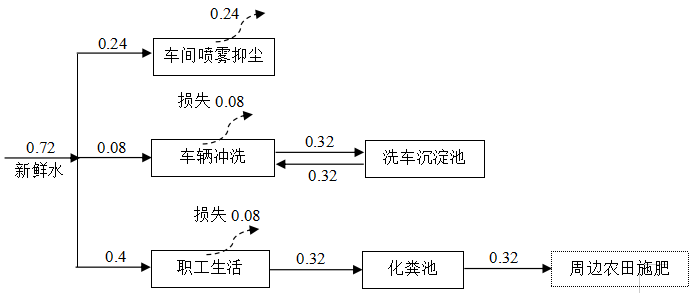 0.24
0.24
车间喷雾抑尘
损失 0.08
0.72
新鲜水
0.08
车辆冲洗
0.32
0.32
洗车沉淀池
损失 0.08
0.4
职工生活
0.32
化粪池
0.32
周边农田施肥